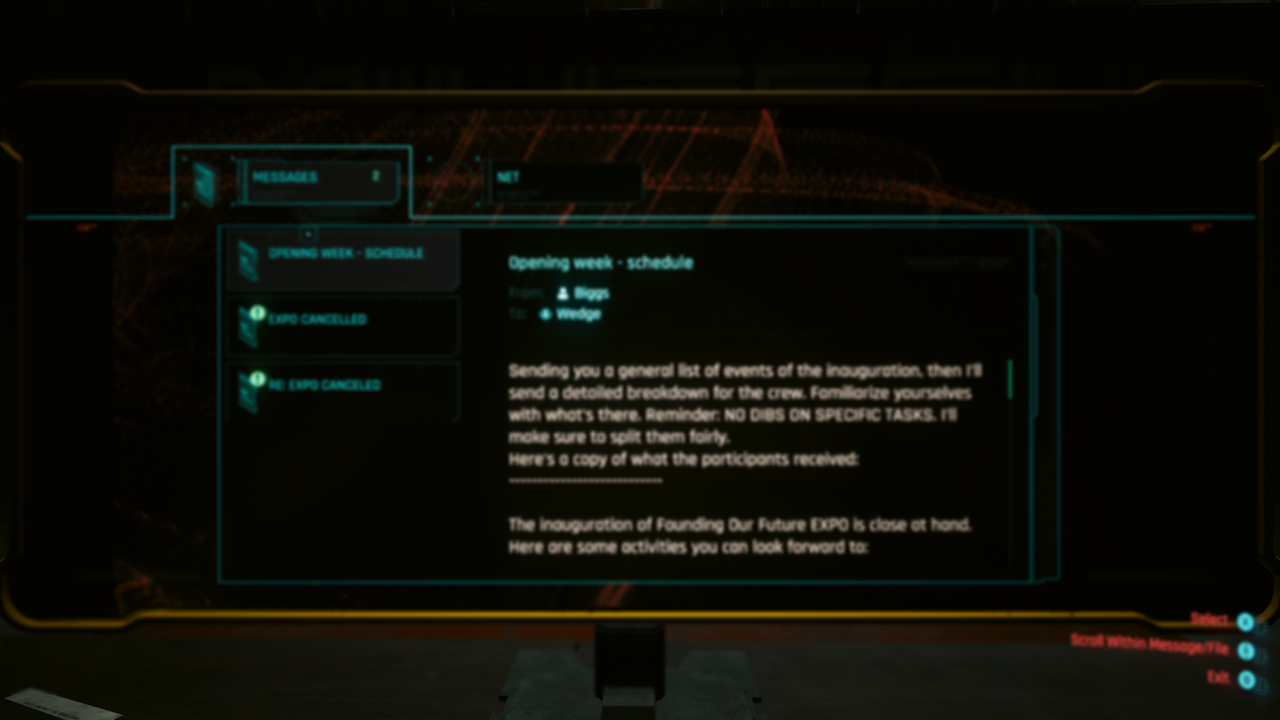 MESSAGES 2
NET
OPENING WEEK - SCHEDULE
EXPO CANCELLED
RE: EXPO CANCELED
Opening week - schedule
From: Biggs
To: Wedge
Sending you a general list of events of the inauguration, then I'll
send a detailed breakdown for the crew. Familiarize yourselves
with what's there. Reminder: NO DIBS ON SPECIFIC TASKS. I'll
make sure to split them fairly.
Here's a copy of what the participants received:
----------------------------
The inauguration of Founding Our Future EXPO is close at hand.
Here are some activities you can look forward to:
Select
Scroll Within Message/File
Exit